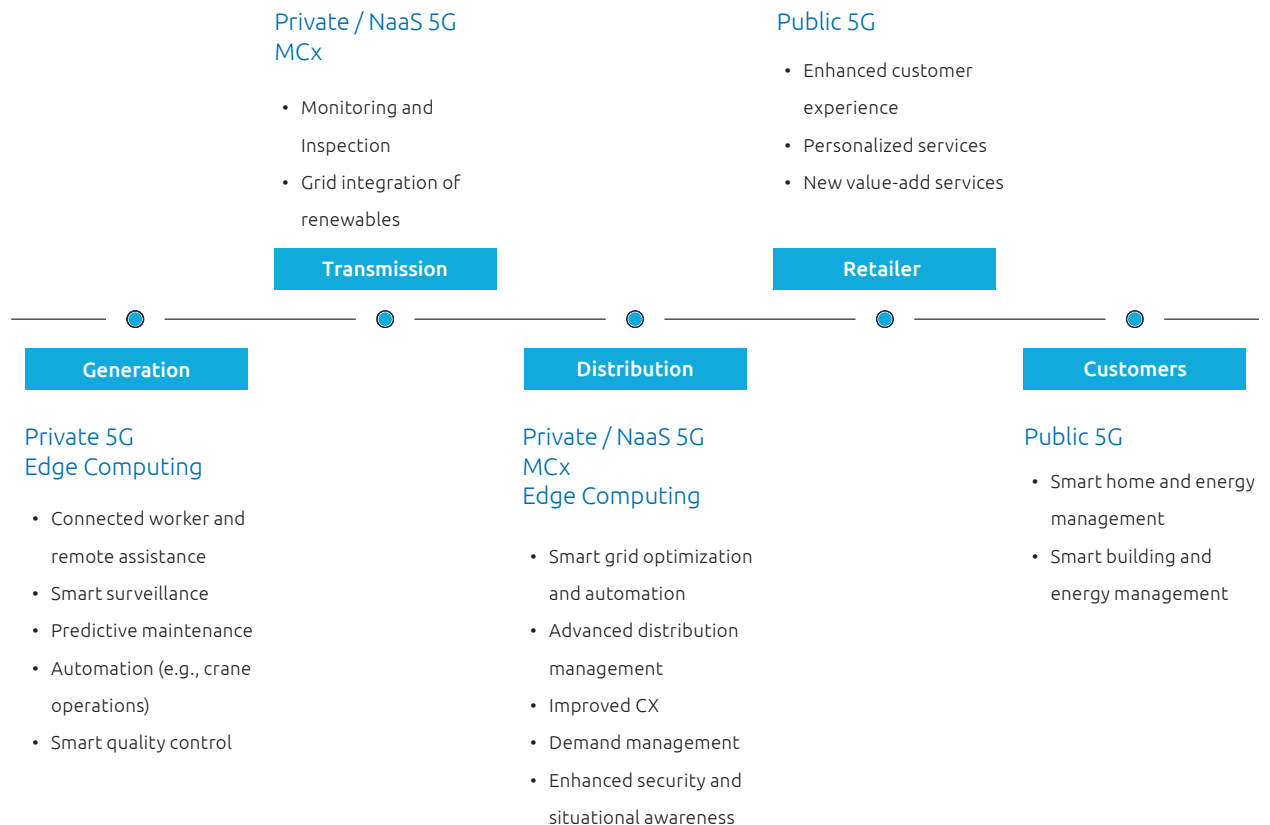 Private / NaaS 5G
MCx
• Monitoring and
Inspection
• Grid integration of
renewables
Transmission
Public 5G
• Enhanced customer
experience
• Personalized services
• New value-add services
Retailer
Generation
Private 5G
Edge Computing
• Connected worker and
remote assistance
• Smart surveillance
• Predictive maintenance
• Automation (e.g., crane
operations)
• Smart quality control
Distribution
Private / NaaS 5G
MCx
Edge Computing
• Smart grid optimization
and automation
• Advanced distribution
management
• Improved CX
• Demand management
• Enhanced security and
situational awareness
Customers
Public 5G
• Smart home and energy
management
• Smart building and
energy management